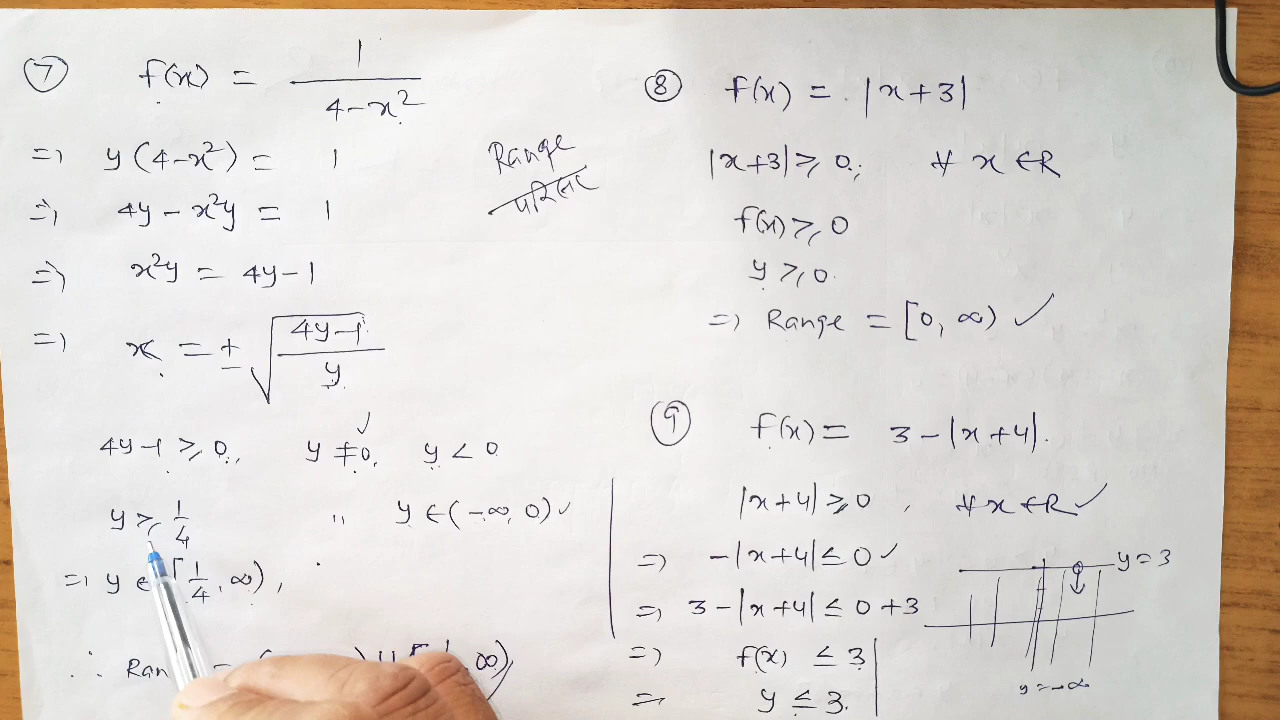 ⑦ f(x) = 1/(4-x²)
=> y(4-x²) = 1
=> 4y - x²y = 1
=> x²y = 4y-1
=> x = ± √((4y-1)/y)
4y-1 ≥ 0, y ≠ 0, y < 0 ✓
y ≥ 1/4 " y ∈ (-∞, 0) ✓
=> y ∈ [1/4, ∞),
∴ ∪ ∞)
Range
परिसर
⑧ f(x) = |x+3|
|x+3| ≥ 0; ∀ x ∈ R
f(x) ≥ 0
y ≥ 0.
=> Range = [0, ∞) ✓
⑨ f(x) = 3 - |x+4|.
|x+4| ≥ 0, ∀ x ∈ R ✓
=> -|x+4| ≤ 0 ✓
=> 3 - |x+4| ≤ 0 + 3
=> f(x) ≤ 3
=> y ≤ 3.
y = 3
y = -∞